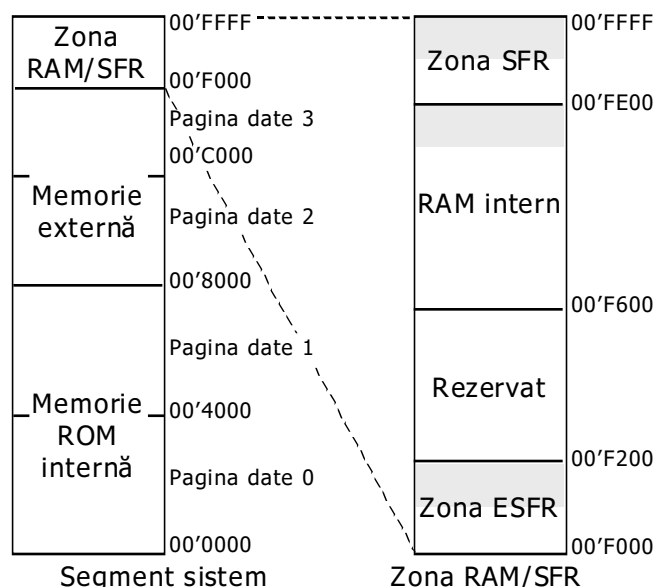 Zona
RAM/SFR
00’FFFF
00’F000
Pagina date 3
00’C000
Memorie
externă
Pagina date 2
00’8000
Pagina date 1
Memorie
ROM
internă
00’4000
Pagina date 0
00’0000
Segment sistem
00’FFFF
Zona SFR
00’FE00
RAM intern
00’F600
Rezervat
00’F200
Zona ESFR
00’F000
Zona RAM/SFR